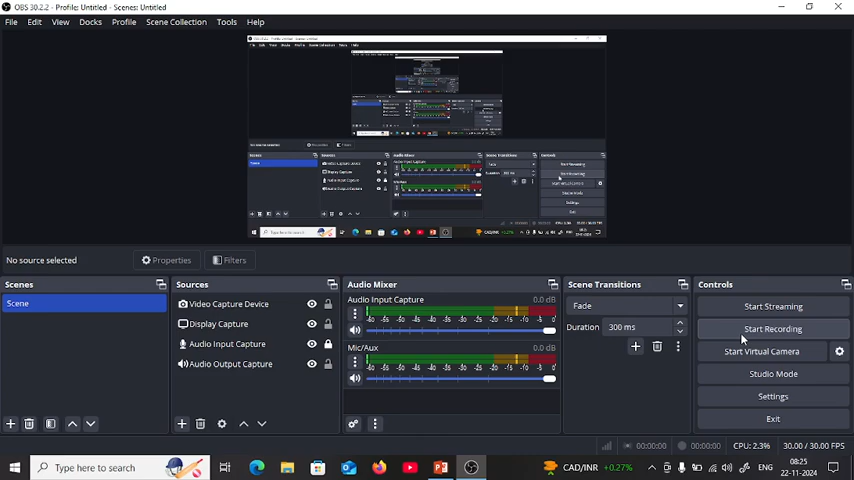 OBS 30.2.2 - Profile: Untitled - Scenes: Untitled
File Edit View Docks Profile Scene Collection Tools Help
No source selected Properties Filters
Scenes
Scene
Sources
Video Capture Device
Display Capture
Audio Input Capture
Audio Output Capture
Audio Mixer
Audio Input Capture 0.0 dB
-60 -55 -50 -45 -40 -35 -30 -25 -20 -15 -10 -5 0
Mic/Aux 0.0 dB
-60 -55 -50 -45 -40 -35 -30 -25 -20 -15 -10 -5 0
Scene Transitions
Fade
Duration 300 ms
Controls
Start Streaming
Start Recording
Start Virtual Camera
Studio Mode
Settings
Exit
00:00:00 00:00:00 CPU: 2.3% 30.00 / 30.00 FPS
Type here to search CAD/INR +0.27% ENG 08:25
22-11-2024